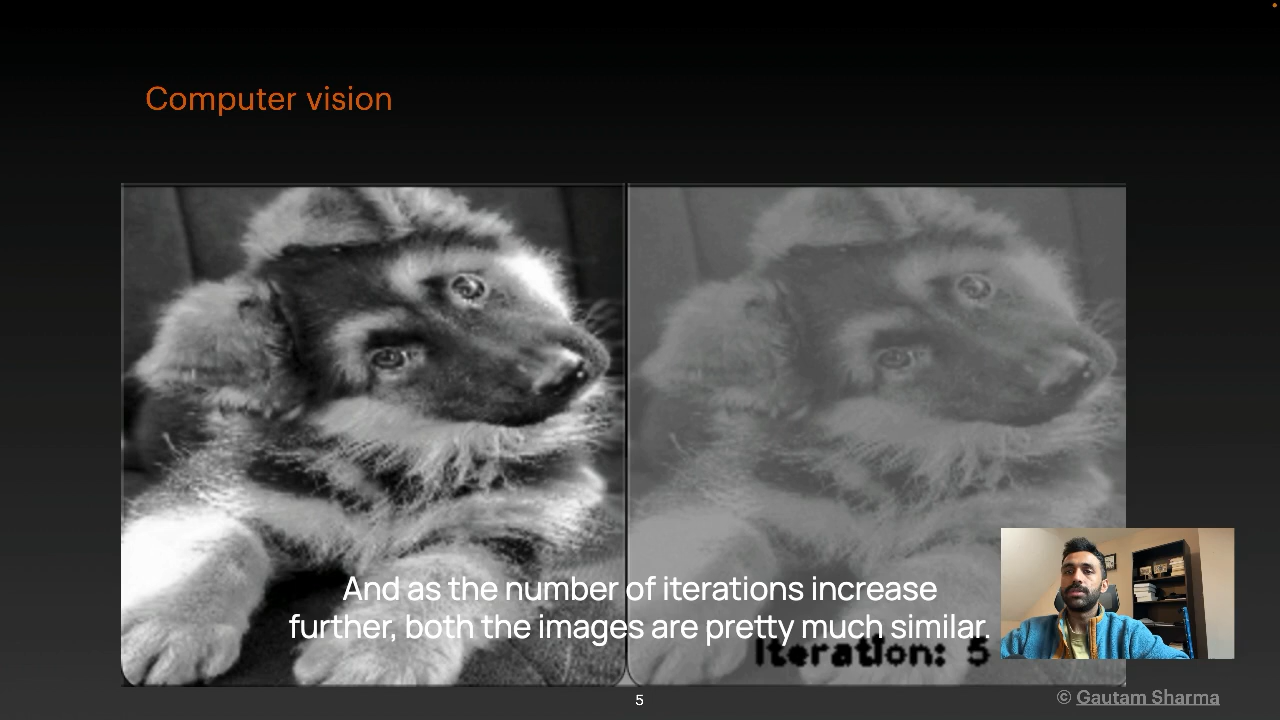 Computer vision
And as the number of iterations increase
further, both the images are pretty much similar.
Iteration: 5
5
© Gautam Sharma